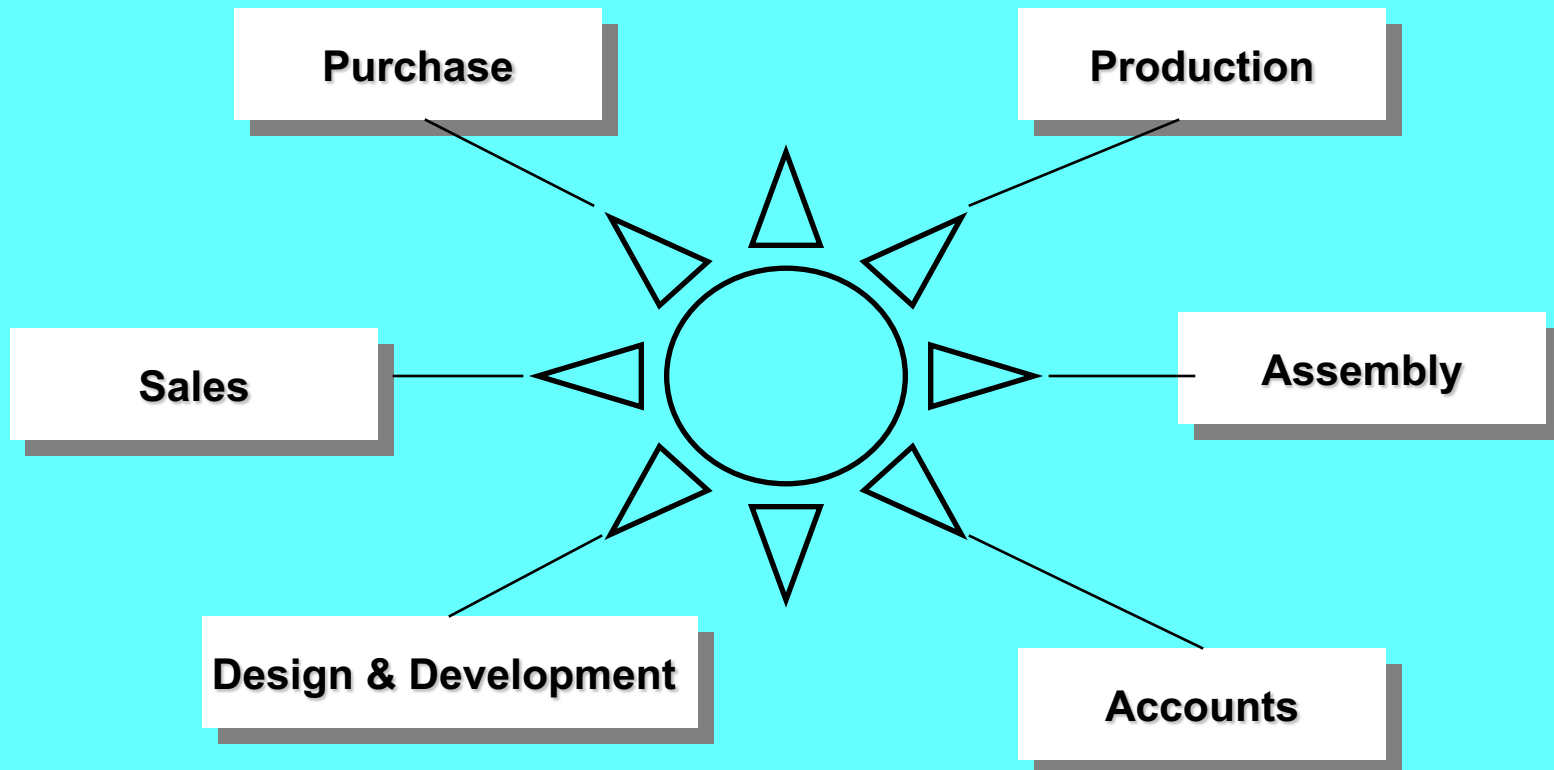 Purchase
Production
Sales
Assembly
Design & Development
Accounts